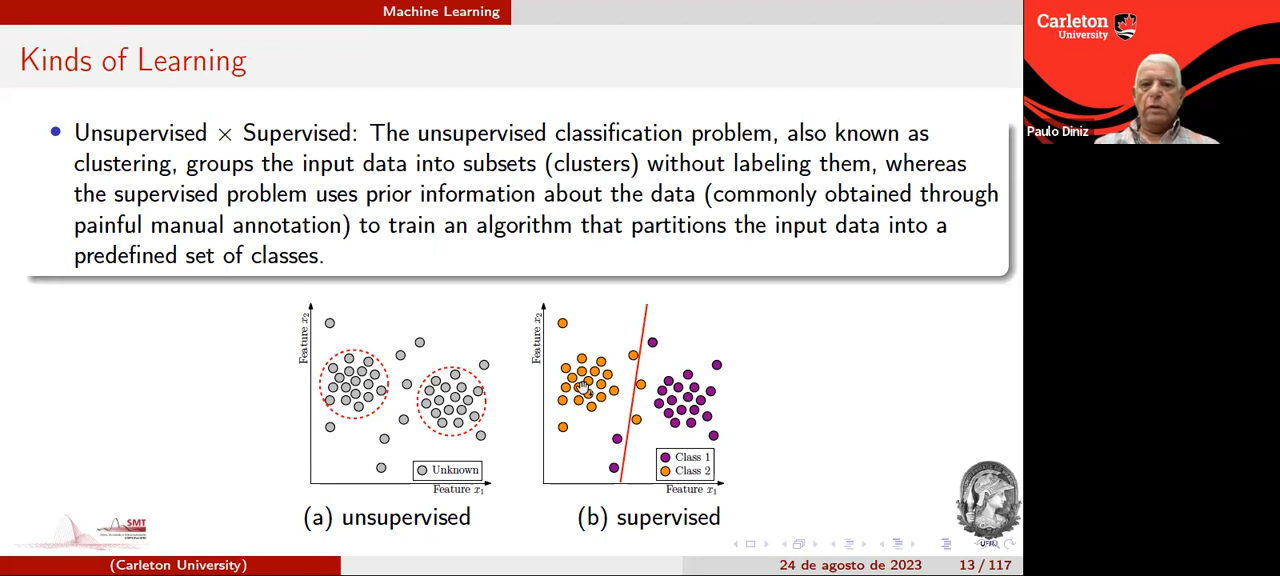 Machine Learning
Carleton
University
Kinds of Learning
Paulo Diniz
Unsupervised × Supervised: The unsupervised classification problem, also known as
clustering, groups the input data into subsets (clusters) without labeling them, whereas
the supervised problem uses prior information about the data (commonly obtained through
painful manual annotation) to train an algorithm that partitions the input data into a
predefined set of classes.
Feature x₂
Unknown
Feature x₁
(a) unsupervised
Feature x₂
Class 1
Class 2
Feature x₁
(b) supervised
SMT
UFRJ
(Carleton University)
24 de agosto de 2023
13 / 117